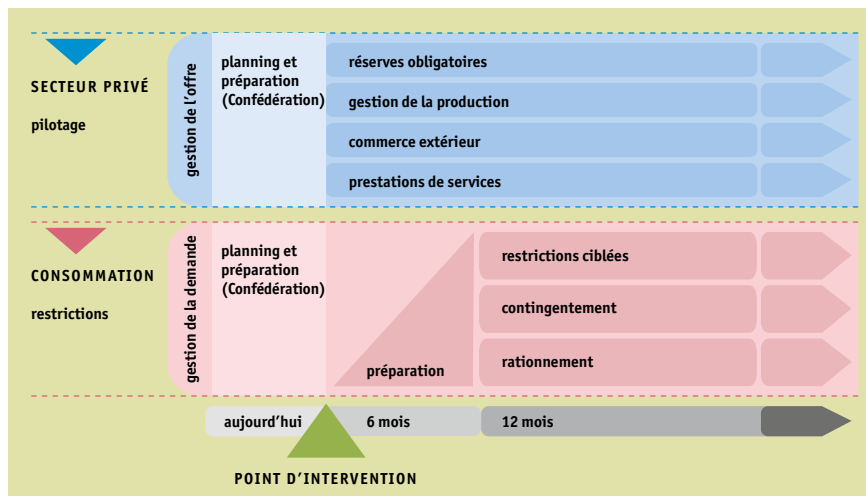 SECTEUR PRIVÉ
pilotage
gestion de l'offre
planning et
préparation
(Confédération)
réserves obligatoires
gestion de la production
commerce extérieur
prestations de services
CONSOMMATION
restrictions
gestion de la demande
planning et
préparation
(Confédération)
préparation
restrictions ciblées
contingentement
rationnement
aujourd'hui
6 mois
12 mois
POINT D'INTERVENTION